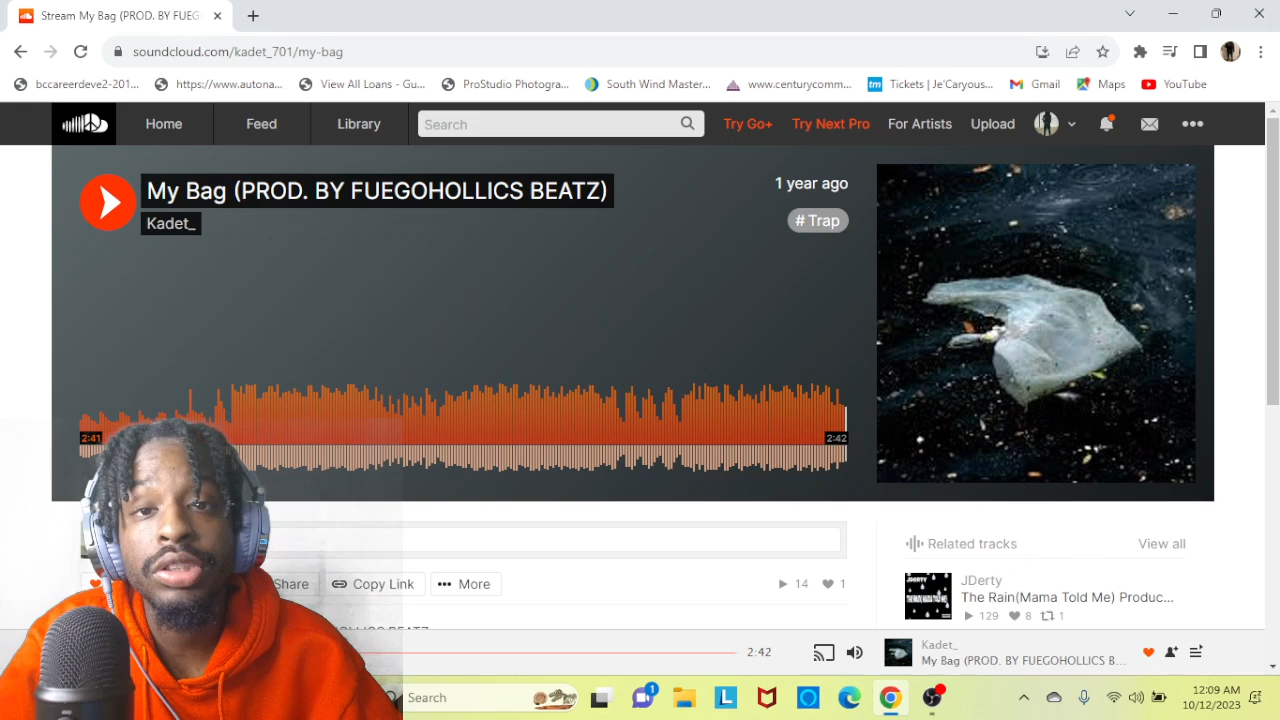 Stream My Bag (PROD. BY FUEG
soundcloud.com/kadet_701/my-bag
bccareerdeve2-201...
https://www.autona...
View All Loans - Gu...
ProStudio Photogra...
South Wind Master...
www.centurycomm...
tm
Tickets | Je'Caryous...
Gmail
Maps
YouTube
Home
Feed
Library
Search
Try Go+
Try Next Pro
For Artists
Upload
My Bag (PROD. BY FUEGOHOLLICS BEATZ)
1 year ago
Kadet_
# Trap
2:41
2:42
Related tracks
View all
Share
Copy Link
More
14
1
JDERTY
JDerty
The Rain(Mama Told Me) Produc...
129
8
1
2:42
Kadet_
My Bag (PROD. BY FUEGOHOLLICS B...
Search
1
L
12:09 AM
10/12/2023